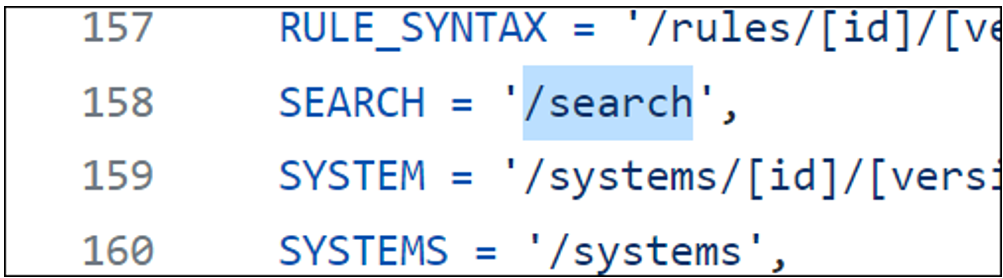 157 RULE_SYNTAX = '/rules/[id]/[ve
158 SEARCH = '/search',
159 SYSTEM = '/systems/[id]/[versi
160 SYSTEMS = '/systems',